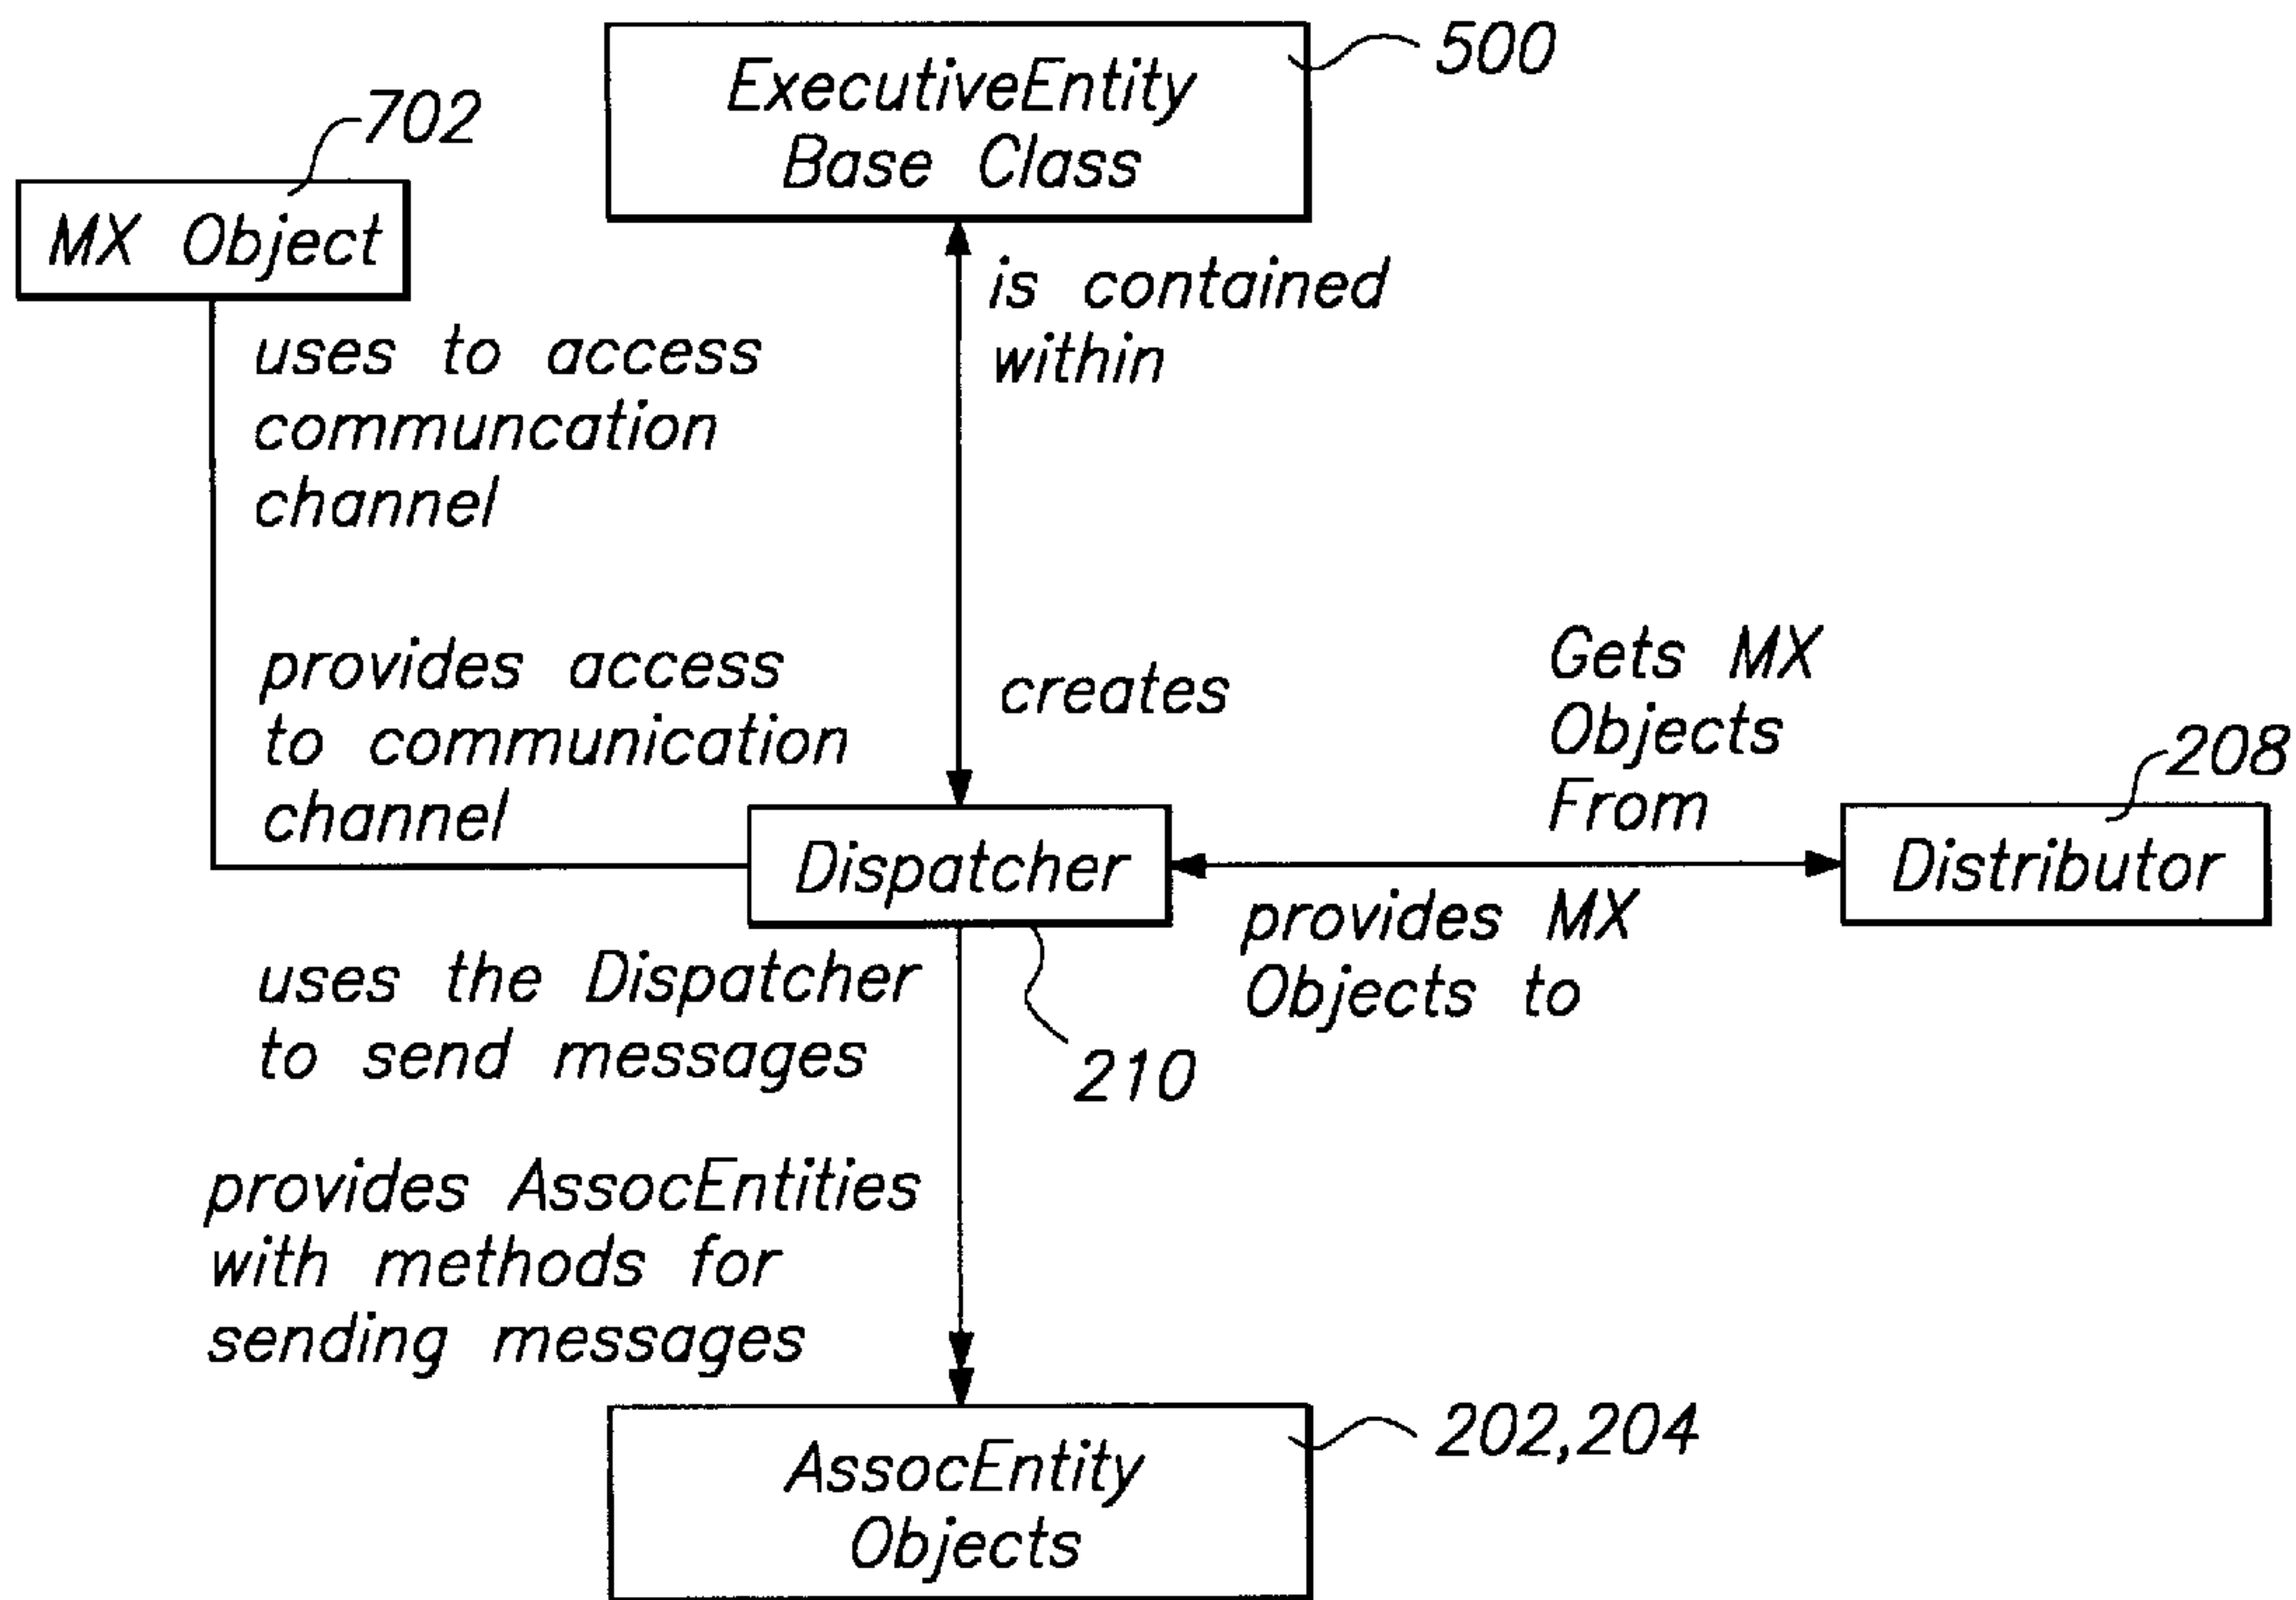 500
ExecutiveEntity
Base Class
702
MX Object
is contained
within
uses to access
communcation
channel
provides access
to communication
channel
creates
Gets MX
Objects
From
208
Dispatcher
Distributor
provides MX
Objects to
uses the Dispatcher
to send messages
210
provides AssocEntities
with methods for
sending messages
202,204
AssocEntity
Objects